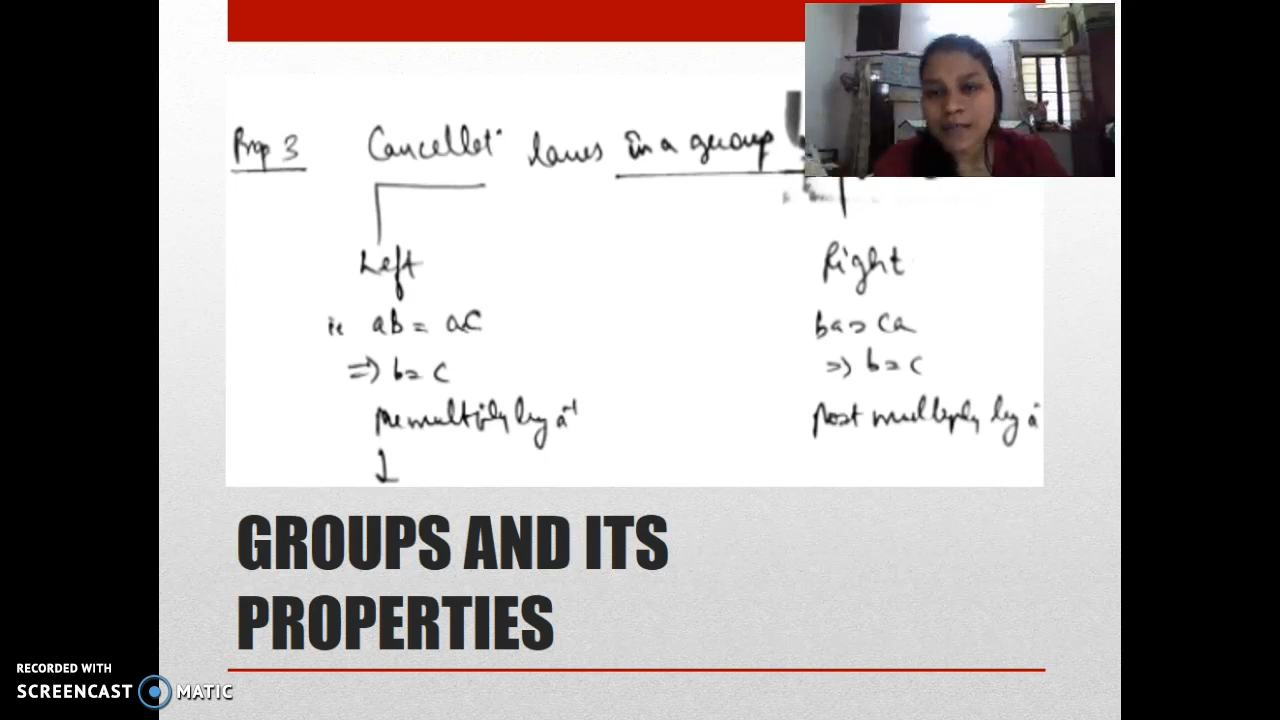 Prop 3 Cancellat. laws in a group
Left
Right
ie ab = ac
ba = ca
=> b = c
=> b = c
premultiply by a⁻¹
post multiply by a⁻
GROUPS AND ITS
PROPERTIES
RECORDED WITH
SCREENCAST MATIC